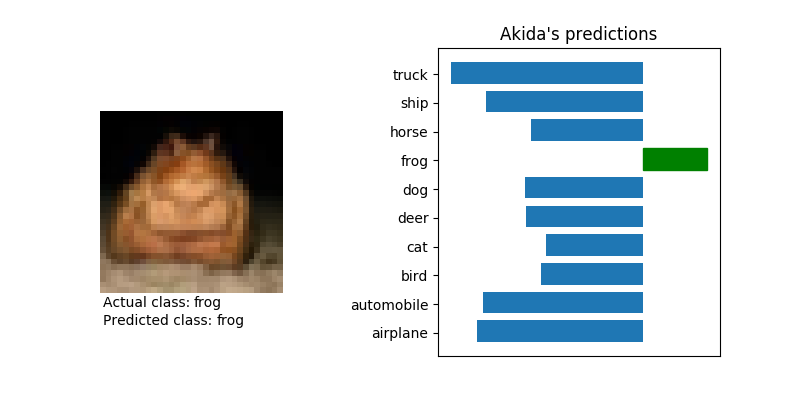 Akida's predictions
truck
ship
horse
frog
dog
deer
cat
bird
automobile
airplane
Actual class: frog
Predicted class: frog